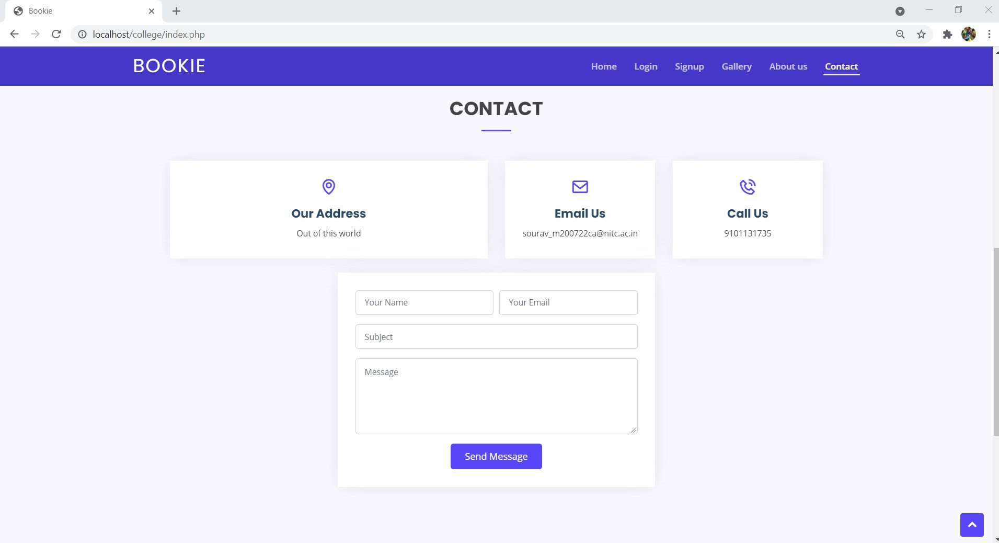 Bookie
localhost/college/index.php
BOOKIE
Home Login Signup Gallery About us Contact
CONTACT
Our Address
Out of this world
Email Us
sourav_m200722ca@nitc.ac.in
Call Us
9101131735
Your Name Your Email
Subject
Message
Send Message